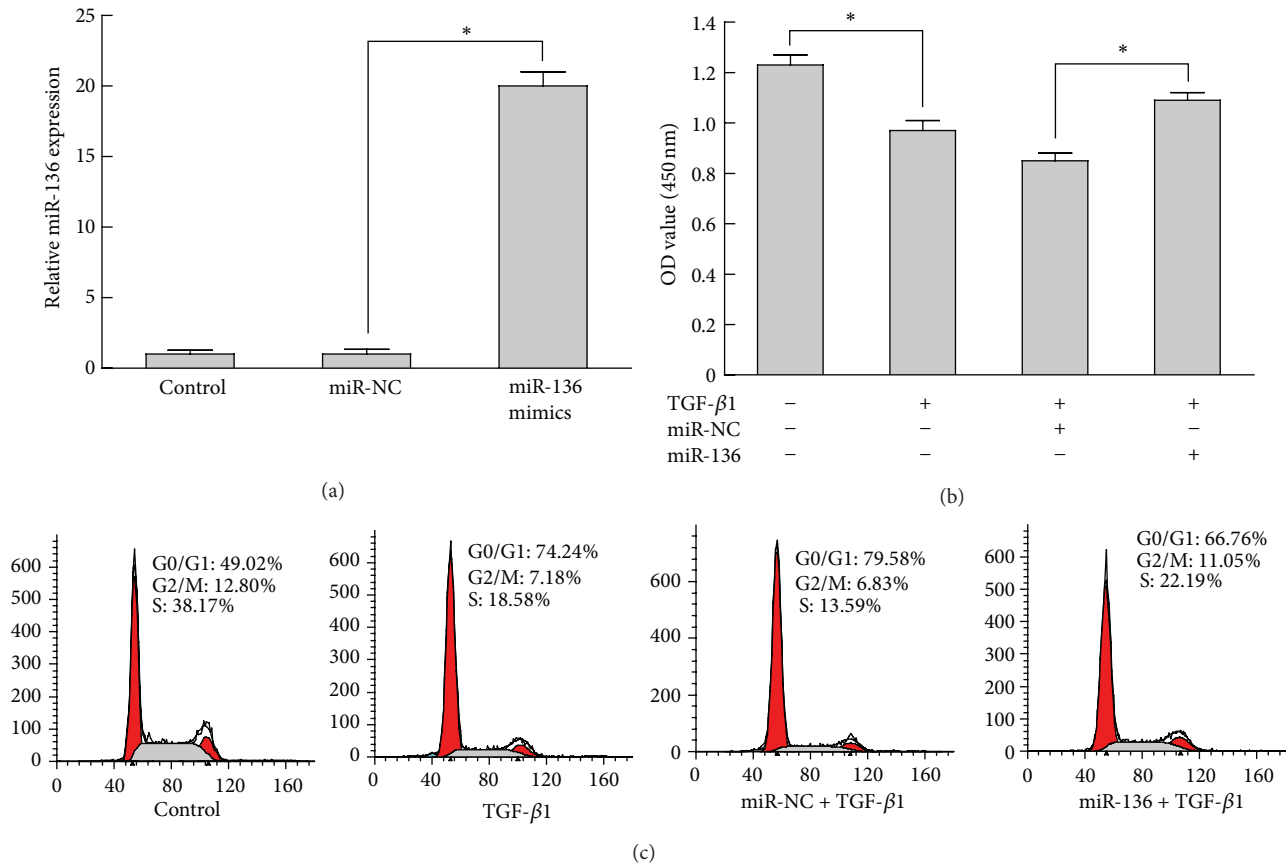 25
20
15
10
5
0
Relative miR-136 expression
*
Control
miR-NC
miR-136
mimics
(a)
1.4
1.2
1.0
0.8
0.6
0.4
0.2
0
OD value (450 nm)
*
*
TGF-β1 − + + +
miR-NC − − + −
miR-136 − − − +
(b)
600
500
400
300
200
100
0
G0/G1: 49.02%
G2/M: 12.80%
S: 38.17%
0 40 80 120 160
Control
600
500
400
300
200
100
0
G0/G1: 74.24%
G2/M: 7.18%
S: 18.58%
0 40 80 120 160
TGF-β1
600
400
200
0
G0/G1: 79.58%
G2/M: 6.83%
S: 13.59%
0 40 80 120 160
miR-NC + TGF-β1
600
500
400
300
200
100
0
G0/G1: 66.76%
G2/M: 11.05%
S: 22.19%
0 40 80 120 160
miR-136 + TGF-β1
(c)